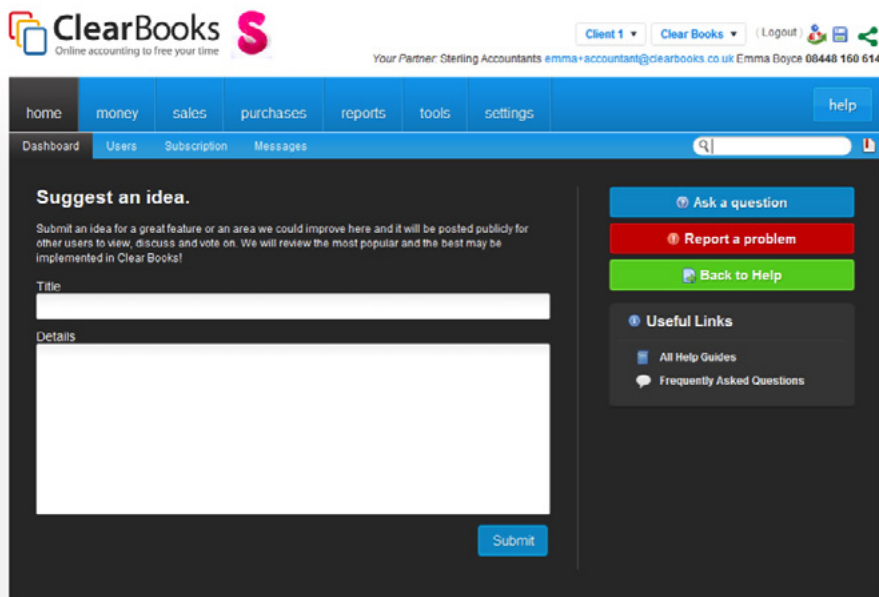 ClearBooks S
Online accounting to free your time
Client 1 Clear Books (Logout)
Your Partner: Sterling Accountants emma+accountant@clearbooks.co.uk Emma Boyce 08448 160 614
home money sales purchases reports tools settings help
Dashboard Users Subscription Messages
Suggest an idea.
Submit an idea for a great feature or an area we could improve here and it will be posted publicly for
other users to view, discuss and vote on. We will review the most popular and the best may be
implemented in Clear Books!
Title
Details
Submit
Ask a question
Report a problem
Back to Help
Useful Links
All Help Guides
Frequently Asked Questions